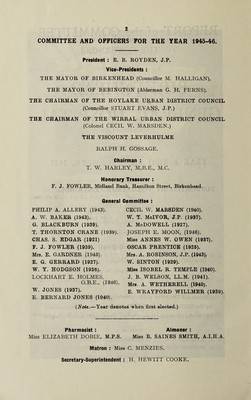 2
COMMITTEE AND OFFICERS FOR THE YEAR 1945-46.
President : E. B. ROYDEN, J.P.
Vice-Presidents :
THE MAYOR OF BIRKENHEAD (Councillor M. HALLIGAN).
THE MAYOR OF BEBINGTON (Alderman G. H. FERNS).
THE CHAIRMAN OF THE HOYLAKE URBAN DISTRICT COUNCIL
(Councillor STUART EVANS, J.P.)
THE CHAIRMAN OF THE WIRRAL URBAN DISTRICT COUNCIL
(Colonel CECIL W. MARSDEN.)
THE VISCOUNT LEVERHULME
RALPH H. GOSSAGE.
Chairman :
T. W. HARLEY, M.B.E., M.C.
Honorary Treasurer :
F. J. FOWLER, Midland Bank, Hamilton Street, Birkenhead.
General Committee :
PHILIP A. ALLERY (1943).
A. W. BAKER (1943).
G. BLACKBURN (1939).
T. THORNTON CRANE (1939).
CHAS. S. EDGAR (1921)
F. J. FOWLER (1939).
Mrs. E. GARDNER (1940)
E. G. GERRARD (1927).
W. Y. HODGSON (1939).
LOCKHART E. HOLMES,
O.B.E., (1940).
W. JONES (1937).
E. BERNARD JONES (1940).
CECIL W. MARSDEN (1940).
W. T. McIVOR, J.P. (1937).
A. McDOWELL (1927).
JOSEPH E. MOON, (1946).
Miss ANNES W. OWEN (1937).
OSCAR PRENTICE (1939).
Mrs. A. ROBINSON, J.P. (1943).
W. SINTON (1929).
Miss ISOBEL R. TEMPLE (1940).
J. B. WELSON, LL.M. (1941).
Mrs. A. WETHERELL (1940).
E. WRAYFORD WILLMER (1939).
(Note.—Year denotes when first elected.)
Pharmacist :
Miss ELIZABETH DOBIE, M.P.S.
Almoner :
Miss B. SAINES SMITH, A.I.H.A.
Matron : Miss C. MENZIES.
Secretary-Superintendent : H. HEWITT COOKE.